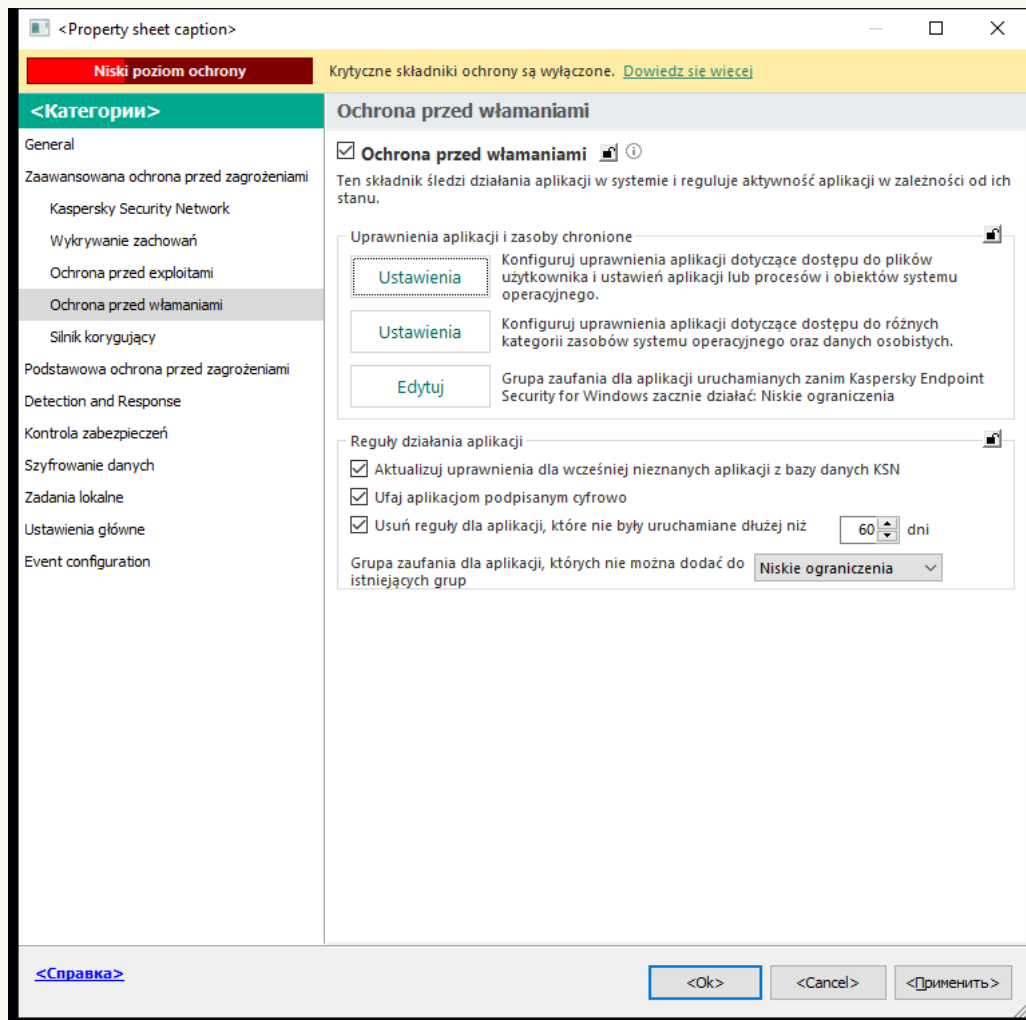 <Property sheet caption>
Niski poziom ochrony
Krytyczne składniki ochrony są wyłączone. Dowiedz się więcej
<Категории>
General
Zaawansowana ochrona przed zagrożeniami
Kaspersky Security Network
Wykrywanie zachowań
Ochrona przed exploitami
Ochrona przed włamaniami
Silnik korygujący
Podstawowa ochrona przed zagrożeniami
Detection and Response
Kontrola zabezpieczeń
Szyfrowanie danych
Zadania lokalne
Ustawienia główne
Event configuration
Ochrona przed włamaniami
Ochrona przed włamaniami
Ten składnik śledzi działania aplikacji w systemie i reguluje aktywność aplikacji w zależności od ich
stanu.
Uprawnienia aplikacji i zasoby chronione
Ustawienia
Konfiguruj uprawnienia aplikacji dotyczące dostępu do plików
użytkownika i ustawień aplikacji lub procesów i obiektów systemu
operacyjnego.
Ustawienia
Konfiguruj uprawnienia aplikacji dotyczące dostępu do różnych
kategorii zasobów systemu operacyjnego oraz danych osobistych.
Edytuj
Grupa zaufania dla aplikacji uruchamianych zanim Kaspersky Endpoint
Security for Windows zacznie działać: Niskie ograniczenia
Reguły działania aplikacji
Aktualizuj uprawnienia dla wcześniej nieznanych aplikacji z bazy danych KSN
Ufaj aplikacjom podpisanym cyfrowo
Usuń reguły dla aplikacji, które nie były uruchamiane dłużej niż 60 dni
Grupa zaufania dla aplikacji, których nie można dodać do
istniejących grup
Niskie ograniczenia
<Справка>
<Ok>
<Cancel>
<Применить>